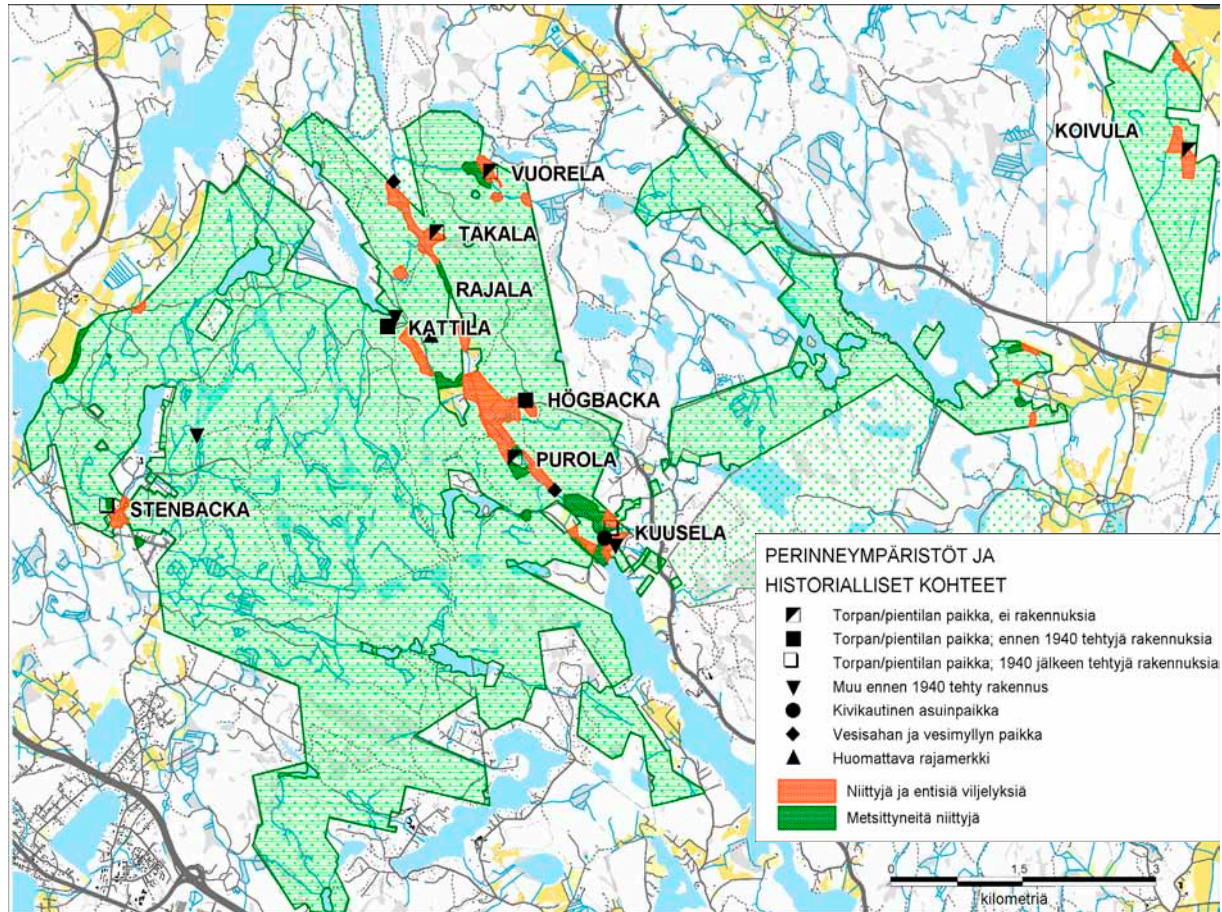 KOIVULA
VUORELA
TAKALA
RAJALA
KATTILA
HÖGBACKA
PUROLA
STENBACKA
KUUSELA
PERINNEYMPÄRISTÖT JA
HISTORIALLISET KOHTEET
Torpan/pientilan paikka, ei rakennuksia
Torpan/pientilan paikka; ennen 1940 tehtyjä rakennuksia
Torpan/pientilan paikka; 1940 jälkeen tehtyjä rakennuksia
Muu ennen 1940 tehty rakennus
Kivikautinen asuinpaikka
Vesisahan ja vesimyllyn paikka
Huomattava rajamerkki
Niittyjä ja entisiä viljelyksiä
Metsittyneitä niittyjä
0 1,5 3
kilometriä